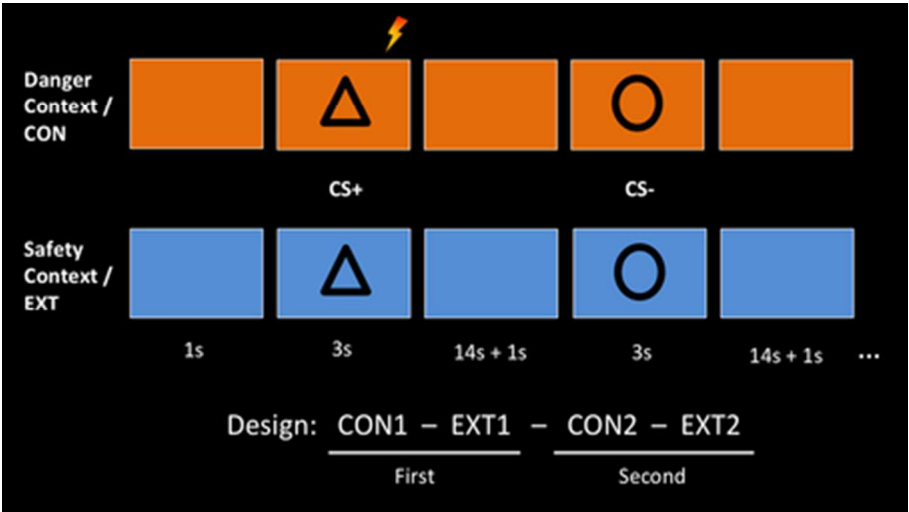 Danger
Context /
CON
CS+ CS-
Safety
Context /
EXT
1s 3s 14s + 1s 3s 14s + 1s ...
Design: CON1 – EXT1 – CON2 – EXT2
First Second